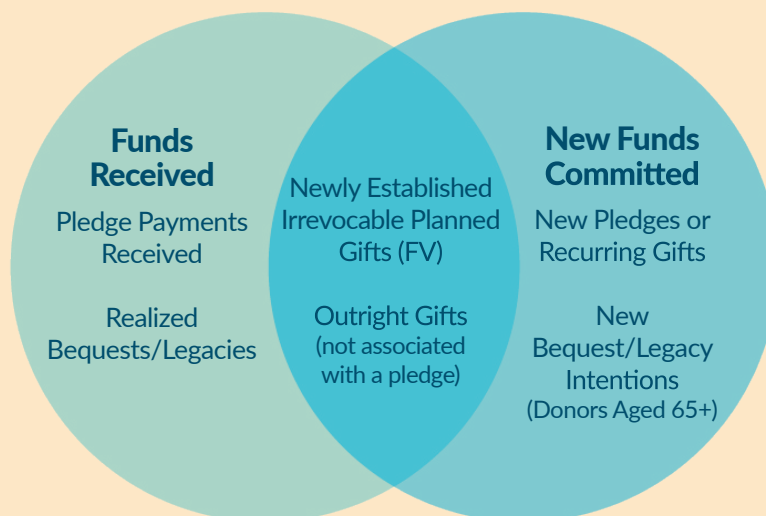 Funds
Received
Pledge Payments
Received
Realized
Bequests/Legacies
Newly Established
Irrevocable Planned
Gifts (FV)
Outright Gifts
(not associated
with a pledge)
New Funds
Committed
New Pledges or
Recurring Gifts
New
Bequest/Legacy
Intentions
(Donors Aged 65+)